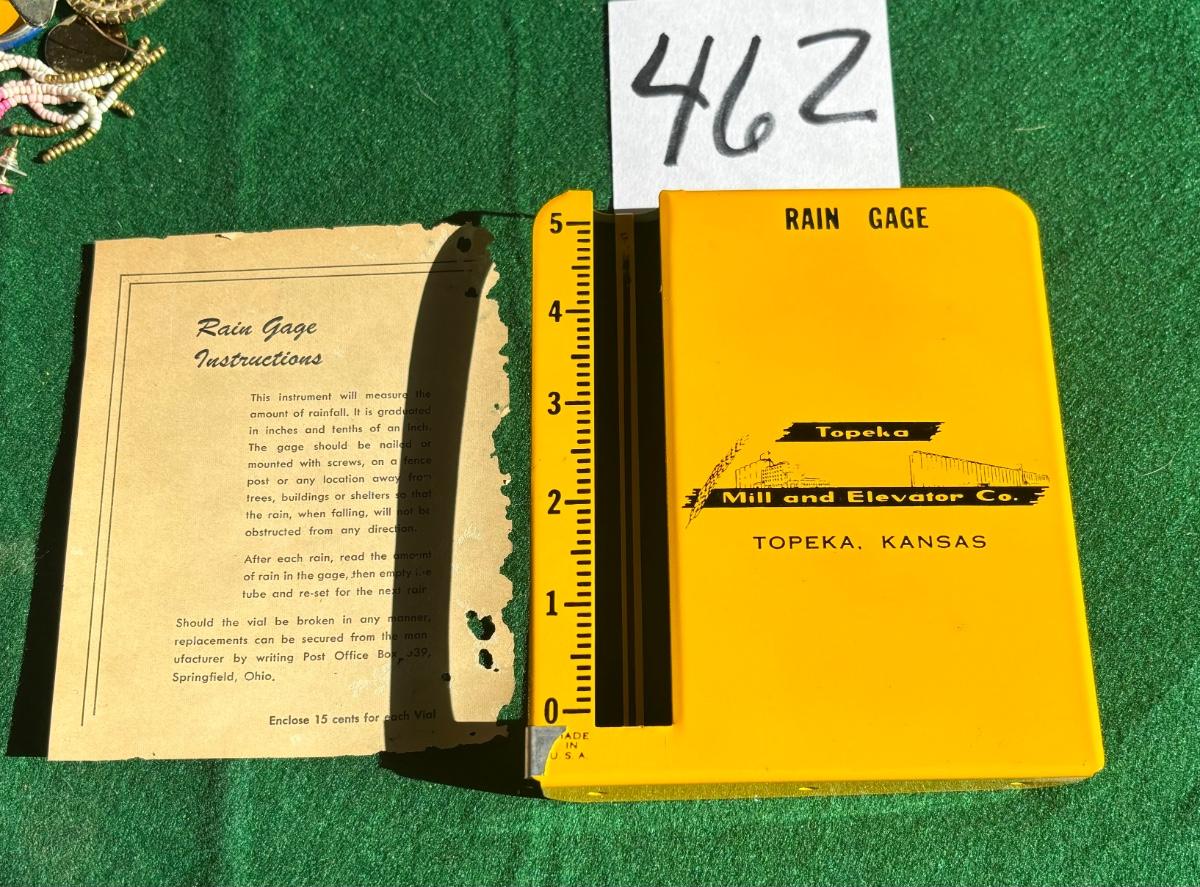 462
Rain Gage
Instructions
This instrument will measure the
amount of rainfall. It is graduated
in inches and tenths of an inch.
The gage should be nailed or
mounted with screws, on a fence
post or any location away from
trees, buildings or shelters so that
the rain, when falling, will not be
obstructed from any direction.
After each rain, read the amount
of rain in the gage, then empty the
tube and re-set for the next rain
Should the vial be broken in any manner,
replacements can be secured from the man
ufacturer by writing Post Office Box 
Springfield, Ohio.
Enclose 15 cents for each Vial
RAIN GAGE
5
4
3
2
1
0
MADE
IN
U.S.A.
Topeka
Mill and Elevator Co.
TOPEKA, KANSAS